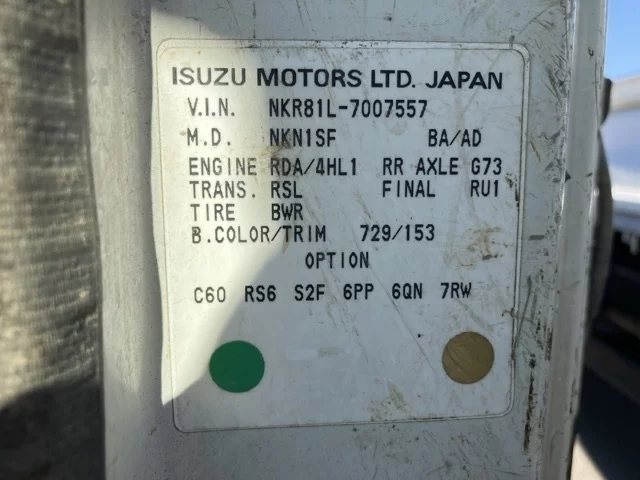 ISUZU MOTORS LTD. JAPAN
V.I.N. NKR81L-7007557
M.D. NKN1SF BA/AD
ENGINE RDA/4HL1 RR AXLE G73
TRANS. RSL FINAL RU1
TIRE BWR
B.COLOR/TRIM 729/153
OPTION
C60 RS6 S2F 6PP 6QN 7RW